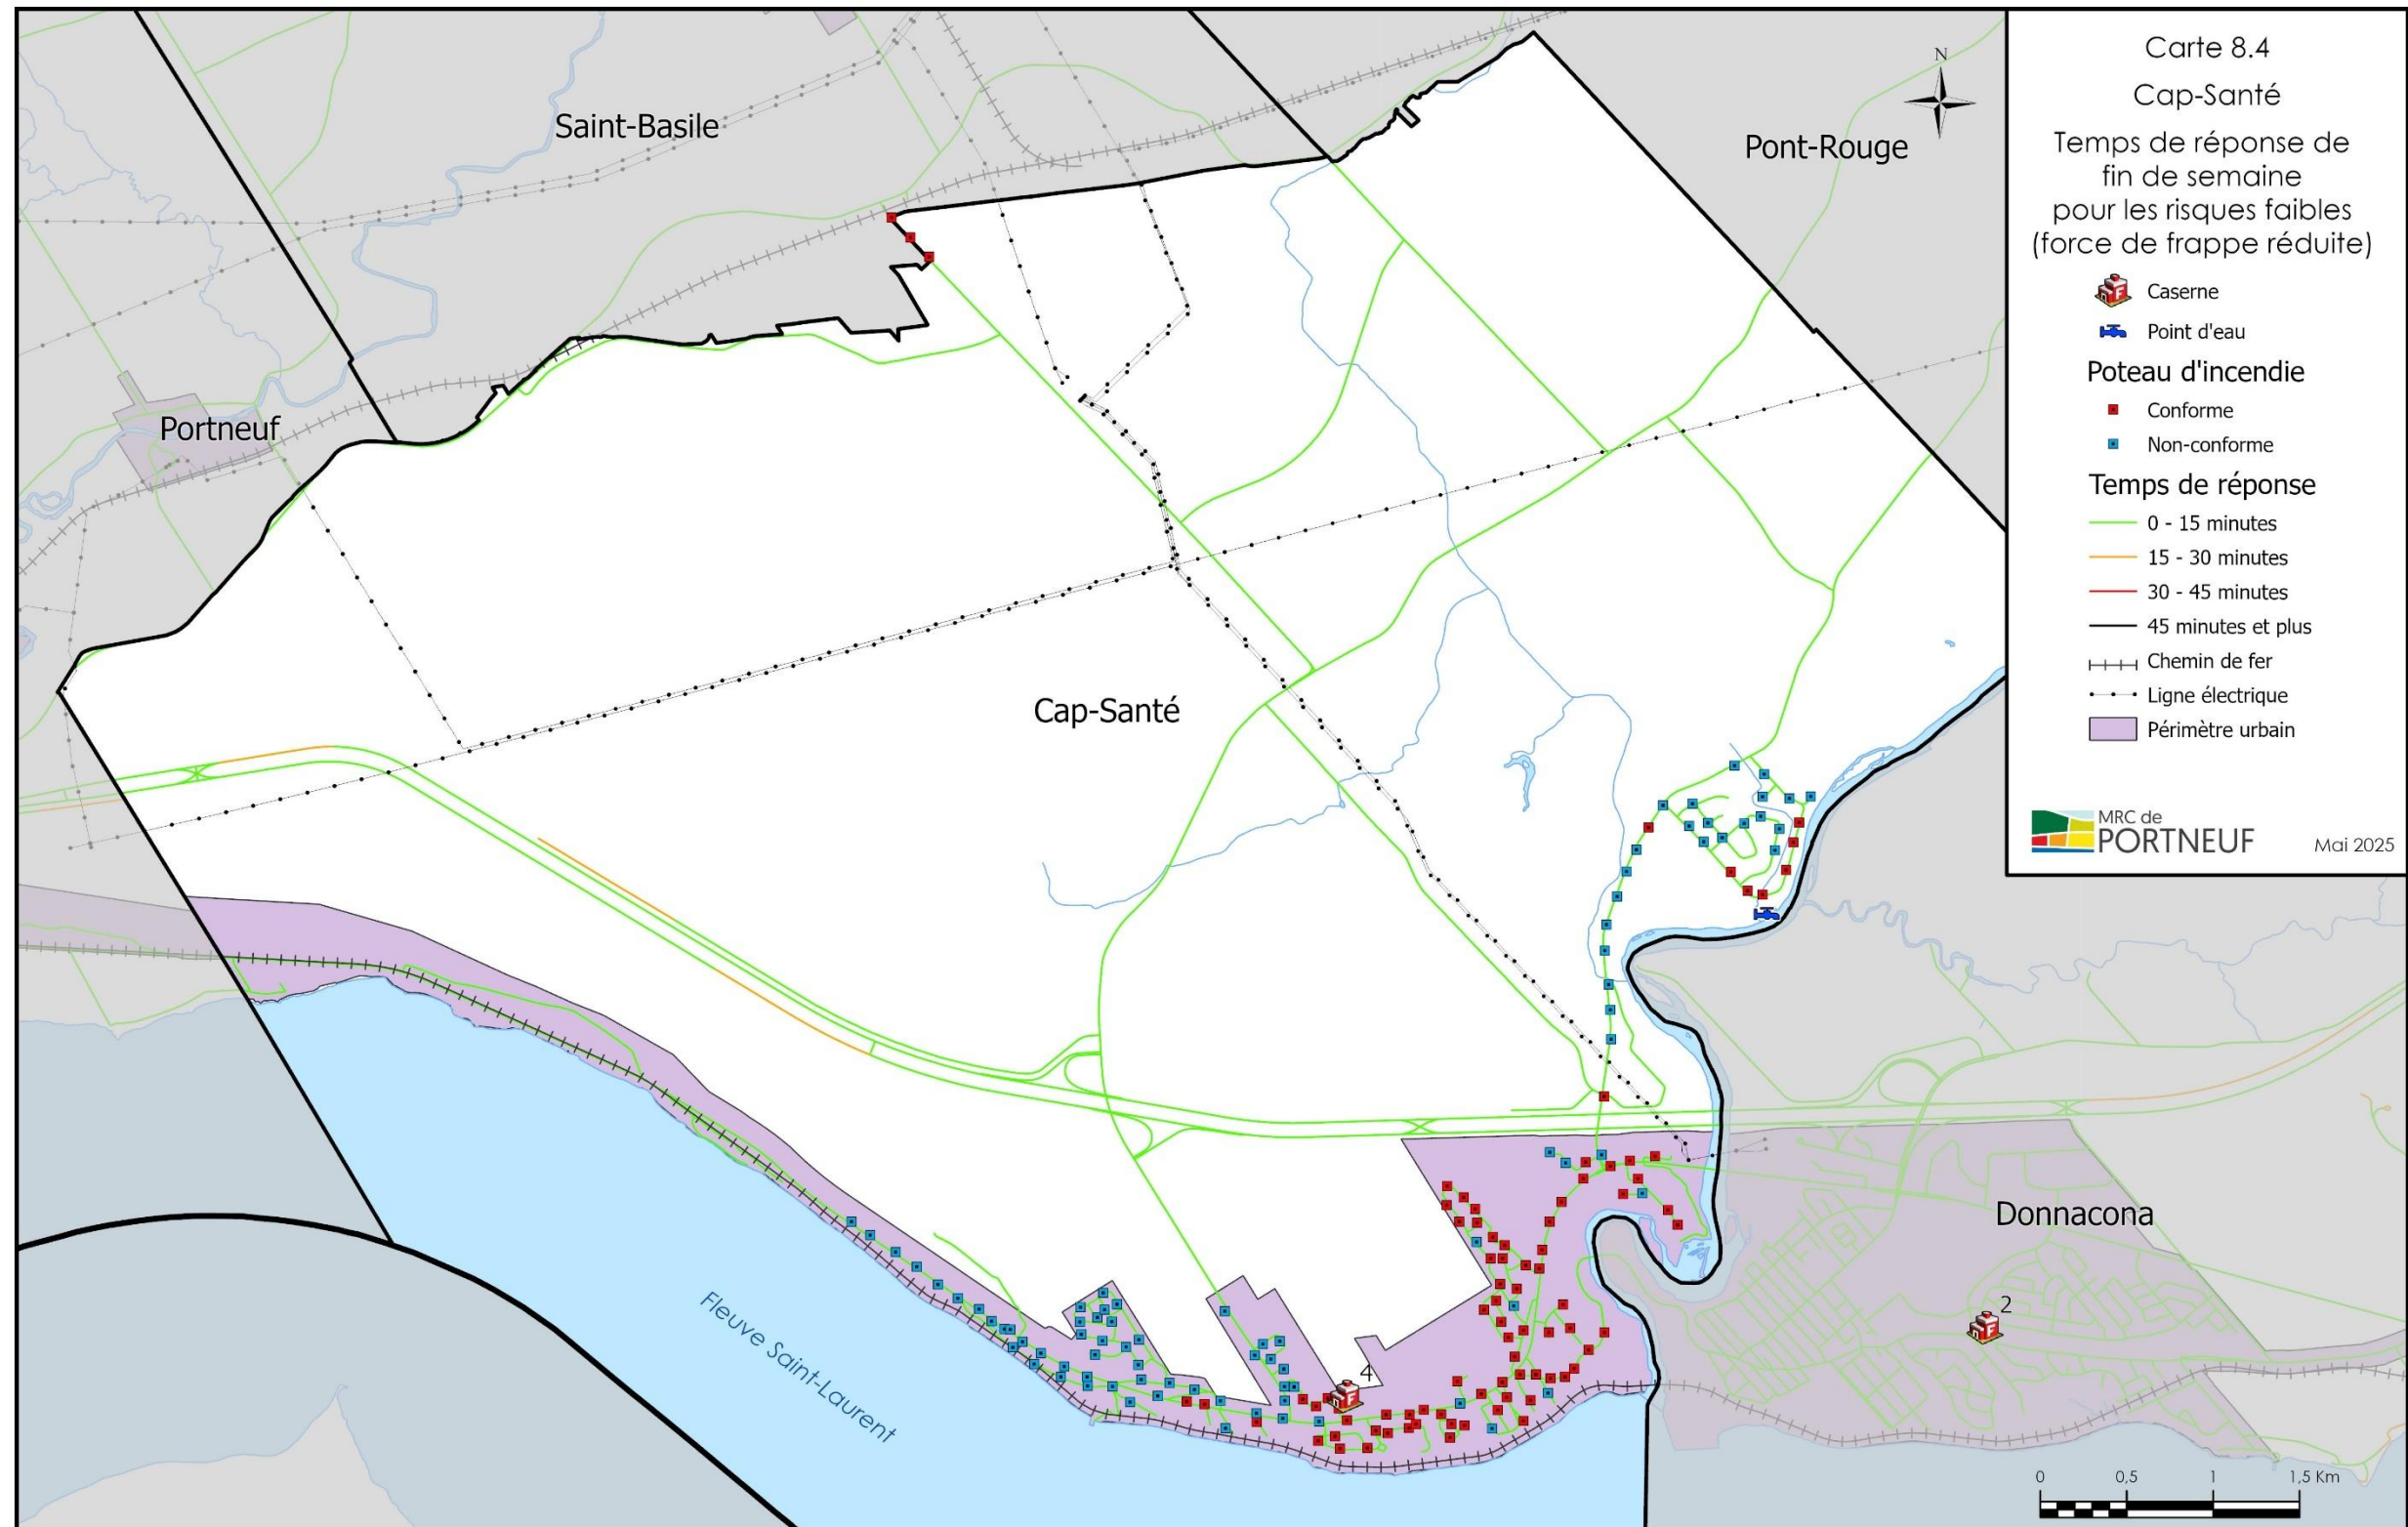 Carte 8.4
Cap-Santé
Temps de réponse de
fin de semaine
pour les risques faibles
(force de frappe réduite)
Caserne
Point d'eau
Poteau d'incendie
Conforme
Non-conforme
Temps de réponse
0 - 15 minutes
15 - 30 minutes
30 - 45 minutes
45 minutes et plus
Chemin de fer
Ligne électrique
Périmètre urbain
MRC de
PORTNEUF
Mai 2025
N
Saint-Basile
Pont-Rouge
Portneuf
Cap-Santé
Donnacona
2
4
Fleuve Saint-Laurent
0 0,5 1 1,5 Km